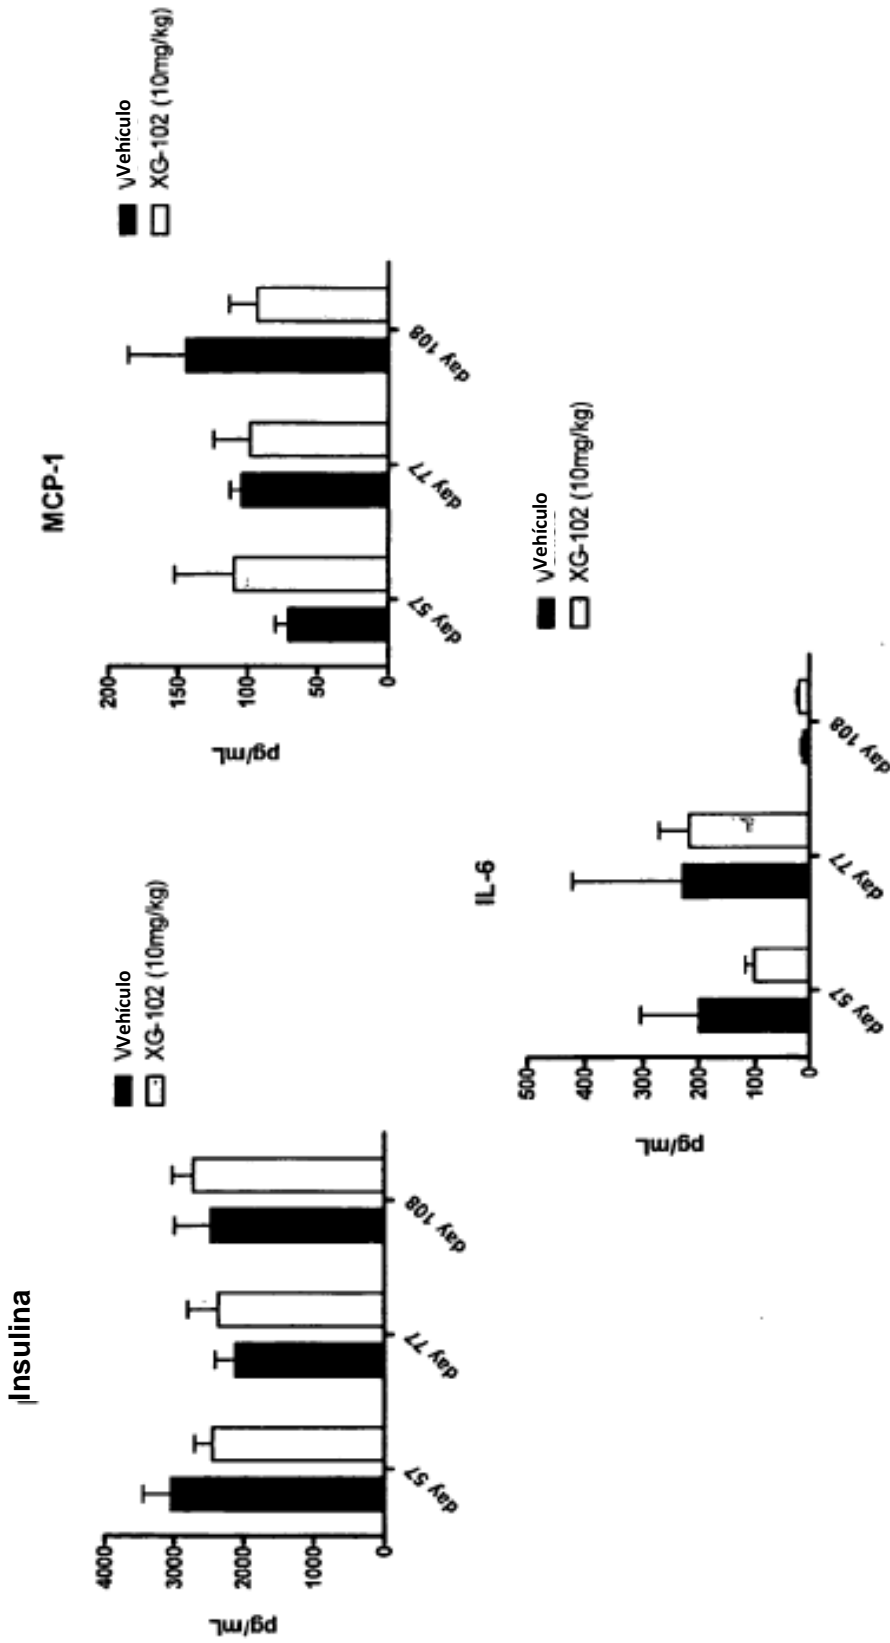 Insulina
VVehículo
XG-102 (10mg/kg)
pg/mL
4000
3000
2000
1000
0
day 57
day 77
day 108
MCP-1
VVehículo
XG-102 (10mg/kg)
pg/mL
200
150
100
50
0
day 57
day 77
day 108
IL-6
VVehículo
XG-102 (10mg/kg)
pg/mL
500
400
300
200
100
0
day 57
day 77
day 108